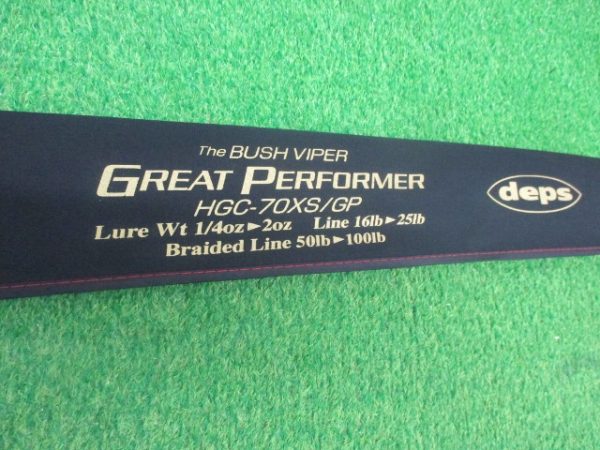 The BUSH VIPER
GREAT PERFORMER
HGC-70XS/GP
Lure Wt 1/4oz►2oz Line 16lb►25lb
Braided Line 50lb►100lb
deps